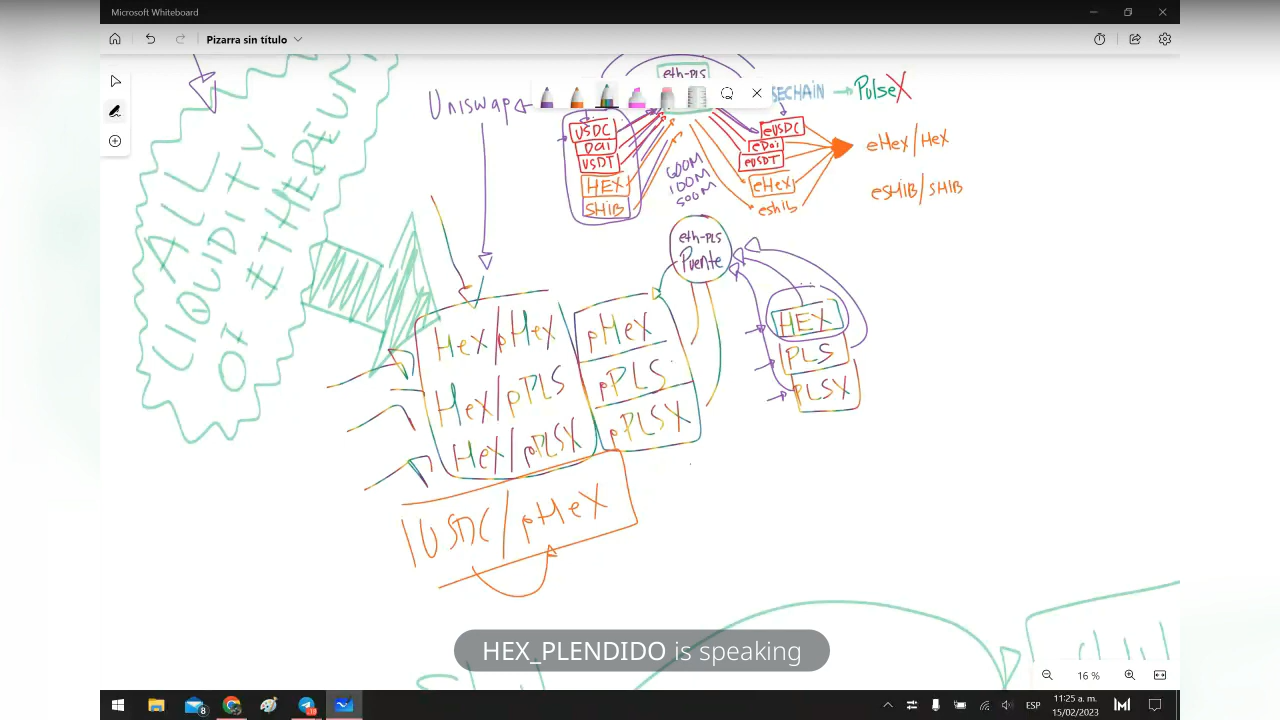 Microsoft Whiteboard
Pizarra sin título
eth-PLS
Uniswap
SECHAIN
PulseX
USDC
Dai
USDT
HEX
SHIB
600M
100M
500M
eUSDC
eDai
eUSDT
eHex
eshib
eHex/Hex
eSHIB/SHIB
ALL
LIQUIDITY
OF
ETHEREUM
eth-PLS
Puente
Hex/pHex
Hex/pPLS
Hex/pPLSX
pHex
pPLS
pPLSX
HEX
PLS
PLSX
USDC/pHeX
HEX_PLENDIDO is speaking
16 %
8
ESP
11:25 a. m.
15/02/2023